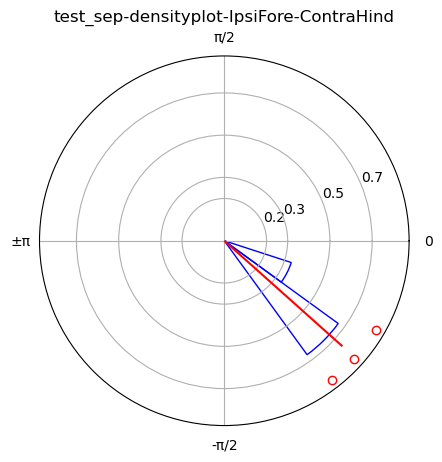 test_sep-densityplot-IpsiFore-ContraHind
π/2
0.7
0.5
0.3
0.2
±π
0
-π/2